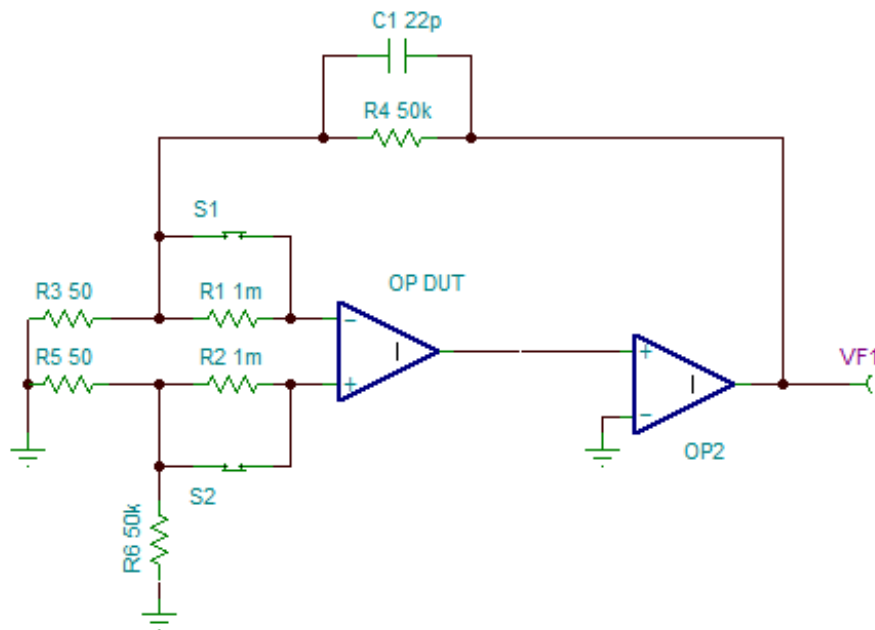 C1 22p
R4 50k
S1
R3 50
R1 1m
OP DUT
R5 50
R2 1m
VF1
S2
OP2
R6 50k